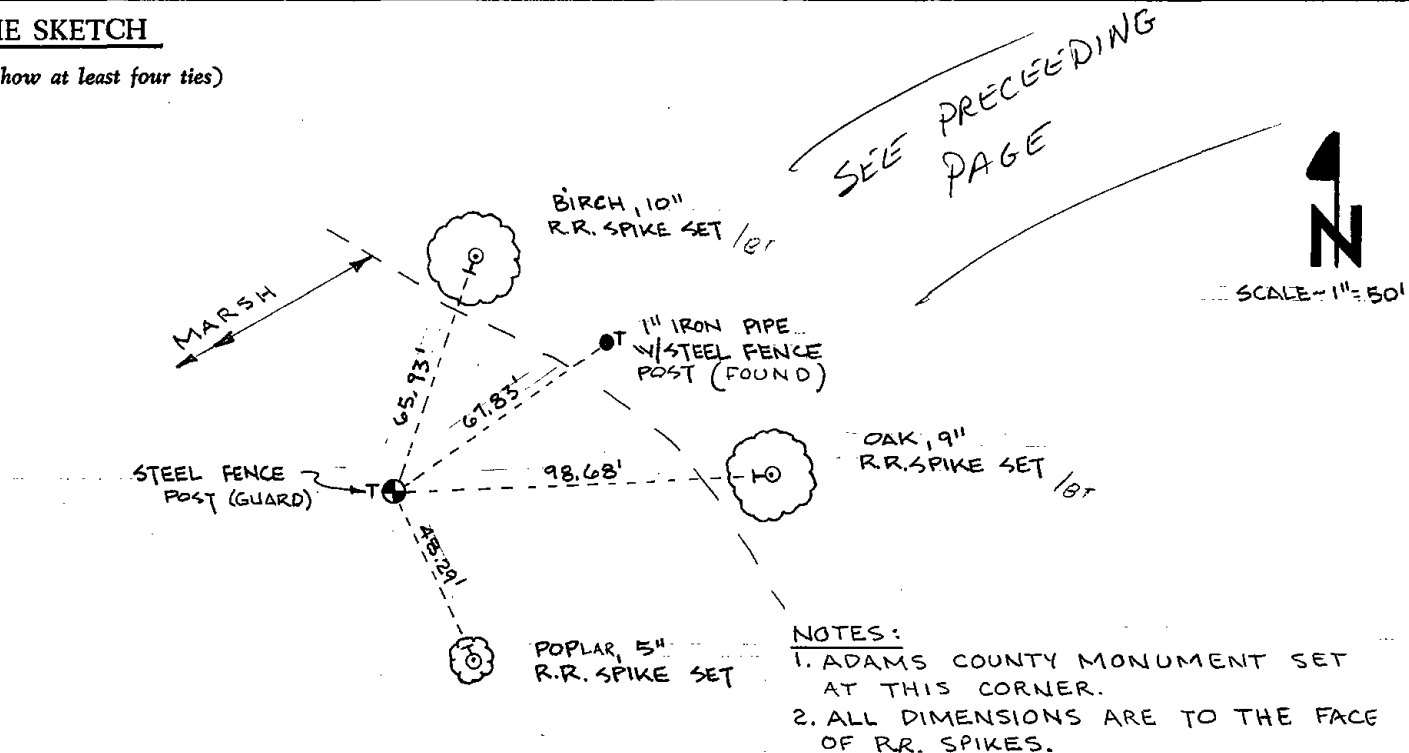 IE SKETCH
how at least four ties)
SEE PRECEEDING
PAGE
BIRCH, 10"
R.R. SPIKE SET /BT
N
SCALE~1"=50'
MARSH
T 1" IRON PIPE
W/STEEL FENCE
POST (FOUND)
65.93'
67.83'
OAK, 9"
R.R. SPIKE SET /BT
98.68'
STEEL FENCE
POST (GUARD)
T
48.29'
POPLAR, 5"
R.R. SPIKE SET
NOTES:
1. ADAMS COUNTY MONUMENT SET
AT THIS CORNER.
2. ALL DIMENSIONS ARE TO THE FACE
OF R.R. SPIKES.